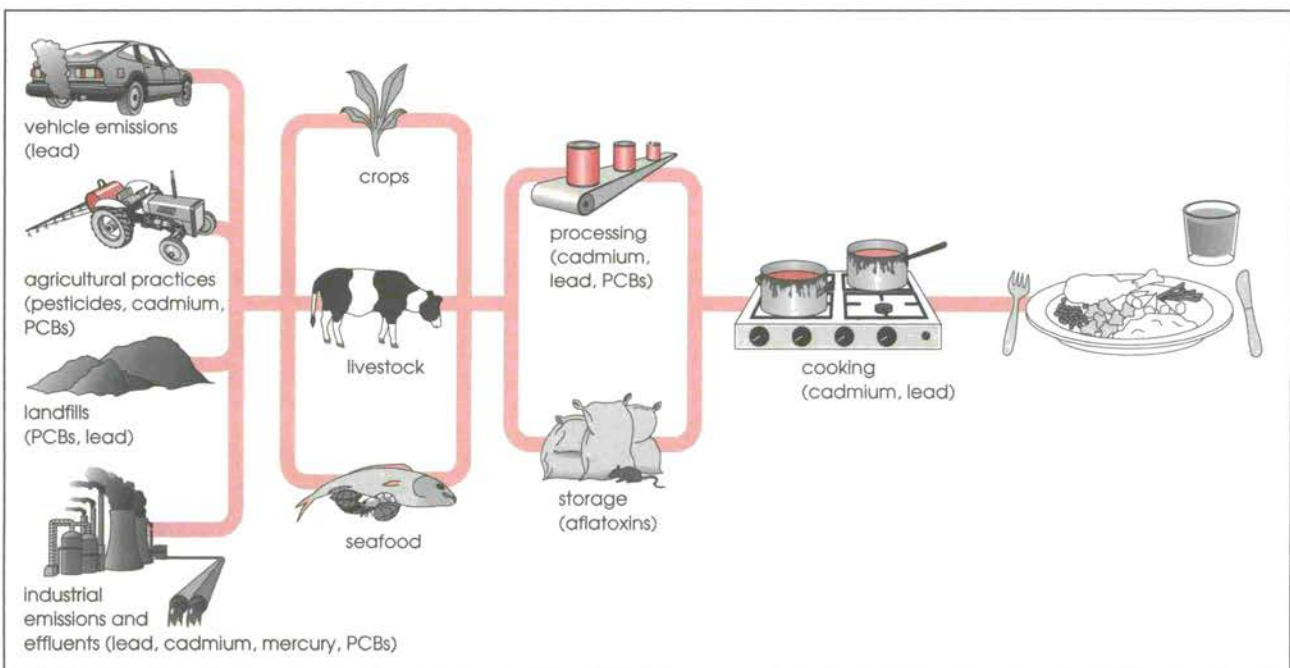 vehicle emissions
(lead)
agricultural practices
(pesticides, cadmium,
PCBs)
landfills
(PCBs, lead)
industrial
emissions and
effluents (lead, cadmium, mercury, PCBs)
crops
livestock
seafood
processing
(cadmium,
lead, PCBs)
storage
(aflatoxins)
cooking
(cadmium, lead)